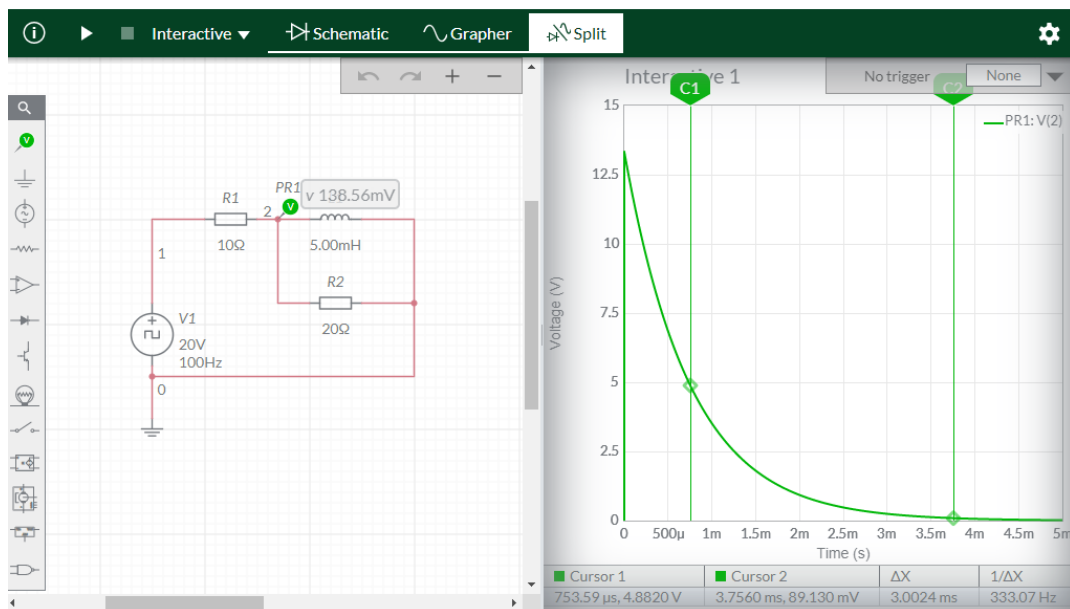 Interactive
Schematic
Grapher
Split
Interactive 1
No trigger
None
C1
C2
PR1: V(2)
V
PR1
v 138.56mV
V
R1
2
10Ω
5.00mH
1
R2
20Ω
V1
20V
100Hz
0
Voltage (V)
15
12.5
10
7.5
5
2.5
0
0 500μ 1m 1.5m 2m 2.5m 3m 3.5m 4m 4.5m 5m
Time (s)
Cursor 1 Cursor 2 ΔX 1/ΔX
753.59 μs, 4.8820 V 3.7560 ms, 89.130 mV 3.0024 ms 333.07 Hz